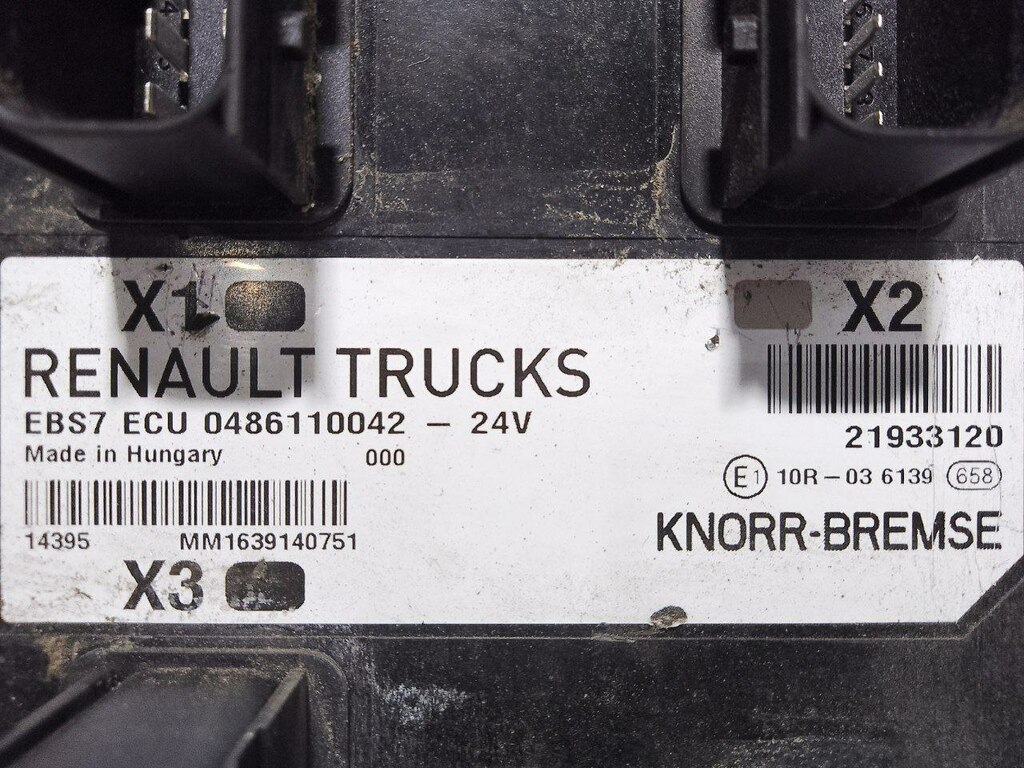 X1
X2
RENAULT TRUCKS
EBS7 ECU 0486110042 – 24V
21933120
Made in Hungary 000
E1 10R – 03 6139 658
14395 MM1639140751
KNORR-BREMSE
X3